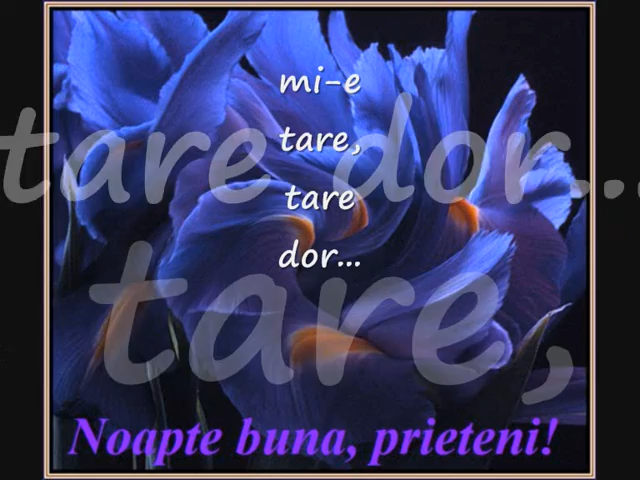 mi-e
tare,
tare
dor...
tare dor...
tare,
Noapte buna, prieteni!